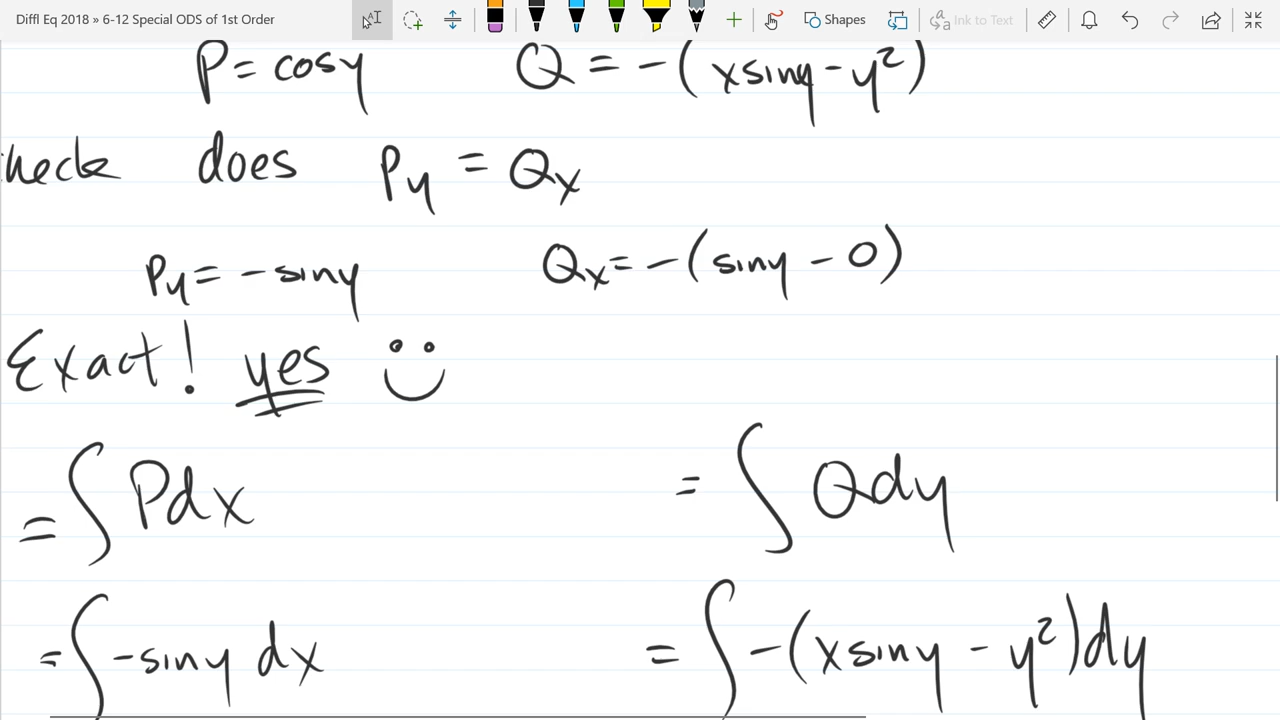 Diffl Eq 2018 » 6-12 Special ODS of 1st Order Shapes Ink to Text
P = cosy Q = -(xsiny - y²)
heck does Py = Qx
Py = -siny Qx = -(siny - 0)
Exact! yes
= ∫ Pdx = ∫ Qdy
= ∫ -siny dx = ∫ -(xsiny - y²)dy